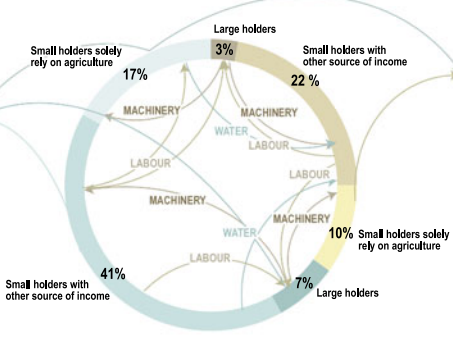 Large holders
3%
Small holders solely
rely on agriculture
17%
Small holders with
other source of income
22 %
MACHINERY
MACHINERY
WATER
LABOUR
LABOUR
LABOUR
MACHINERY
MACHINERY
WATER
10%
Small holders solely
rely on agriculture
LABOUR
41%
7%
Large holders
Small holders with
other source of income